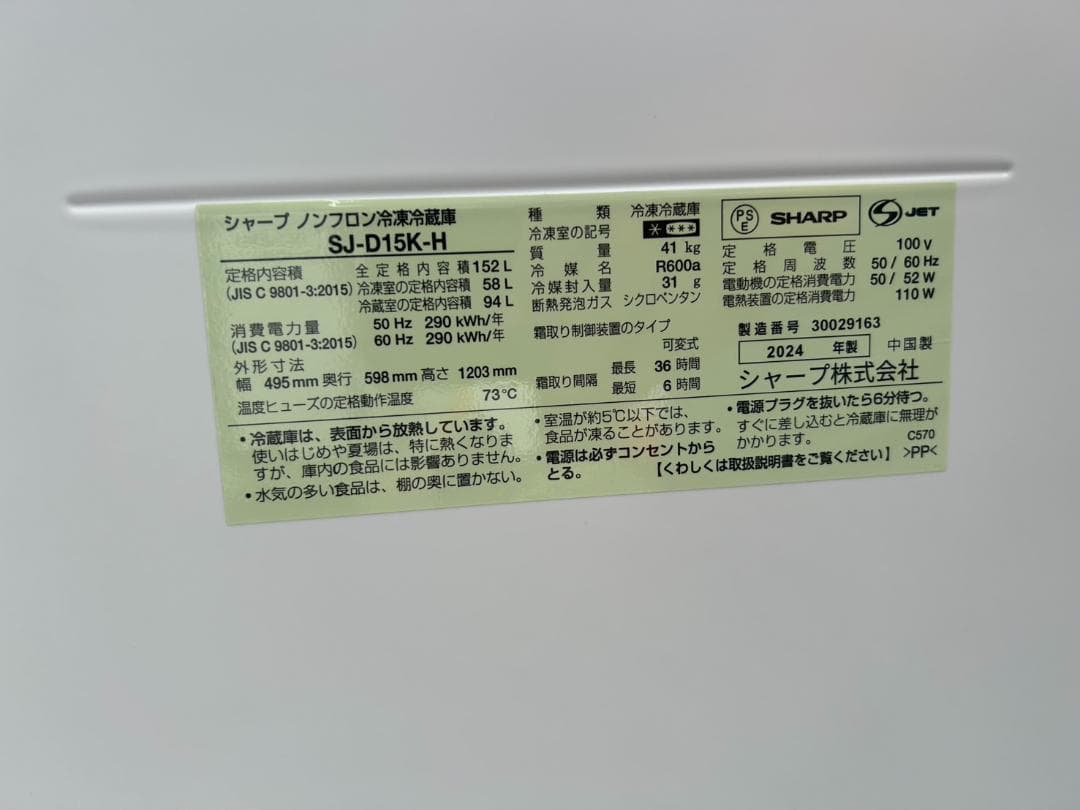 シャープ ノンフロン冷凍冷蔵庫
SJ-D15K-H
定格内容積
(JIS C 9801-3:2015)
全定格内容積 152 L
冷凍室の定格内容積 58 L
冷蔵室の定格内容積 94 L
消費電力量
(JIS C 9801-3:2015)
50 Hz 290 kWh/年
60 Hz 290 kWh/年
外形寸法
幅 495 mm 奥行 598 mm 高さ 1203 mm
温度ヒューズの定格動作温度 73℃
種類 冷凍冷蔵庫
冷凍室の記号 * ***
質量 41 kg
冷媒名 R600a
冷媒封入量 31 g
断熱発泡ガス シクロペンタン
霜取り制御装置のタイプ
可変式
霜取り間隔
最長 36 時間
最短 6 時間
PSE SHARP JET
定格電圧 100 V
定格周波数 50 / 60 Hz
電動機の定格消費電力 50 / 52 W
電熱装置の定格消費電力 110 W
製造番号 30029163
2024 年製 中国製
シャープ株式会社
・冷蔵庫は、表面から放熱しています。
使いはじめや夏場は、特に熱くなりま
すが、庫内の食品には影響ありません。
・水気の多い食品は、棚の奥に置かない。
・室温が約5℃以下では、
食品が凍ることがあります。
・電源は必ずコンセントから
とる。
・電源プラグを抜いたら6分待つ。
すぐに差し込むと冷蔵庫に無理が
かかります。
C570
【くわしくは取扱説明書をご覧ください】 >PP<